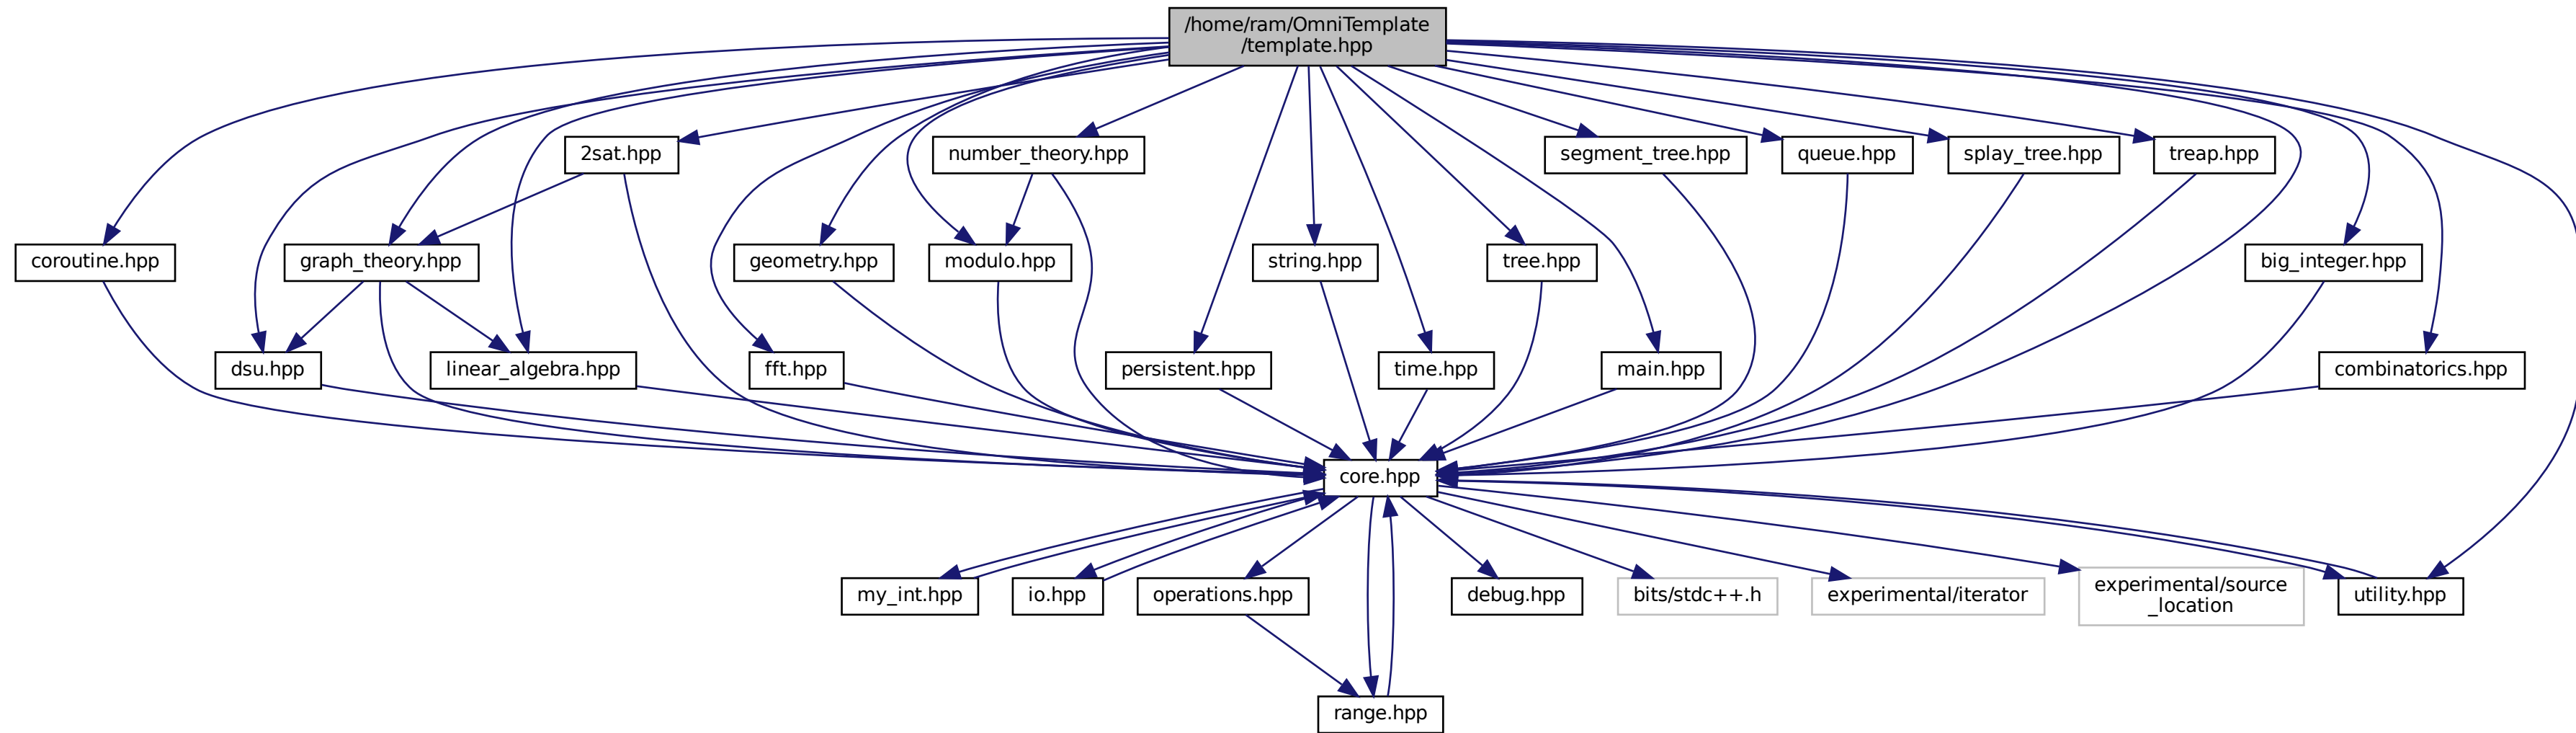 /home/ram/OmniTemplate
/template.hpp
2sat.hpp
number_theory.hpp
segment_tree.hpp
queue.hpp
splay_tree.hpp
treap.hpp
coroutine.hpp
graph_theory.hpp
geometry.hpp
modulo.hpp
string.hpp
tree.hpp
big_integer.hpp
dsu.hpp
linear_algebra.hpp
fft.hpp
persistent.hpp
time.hpp
main.hpp
combinatorics.hpp
core.hpp
my_int.hpp
io.hpp
operations.hpp
debug.hpp
bits/stdc++.h
experimental/iterator
experimental/source
_location
utility.hpp
range.hpp